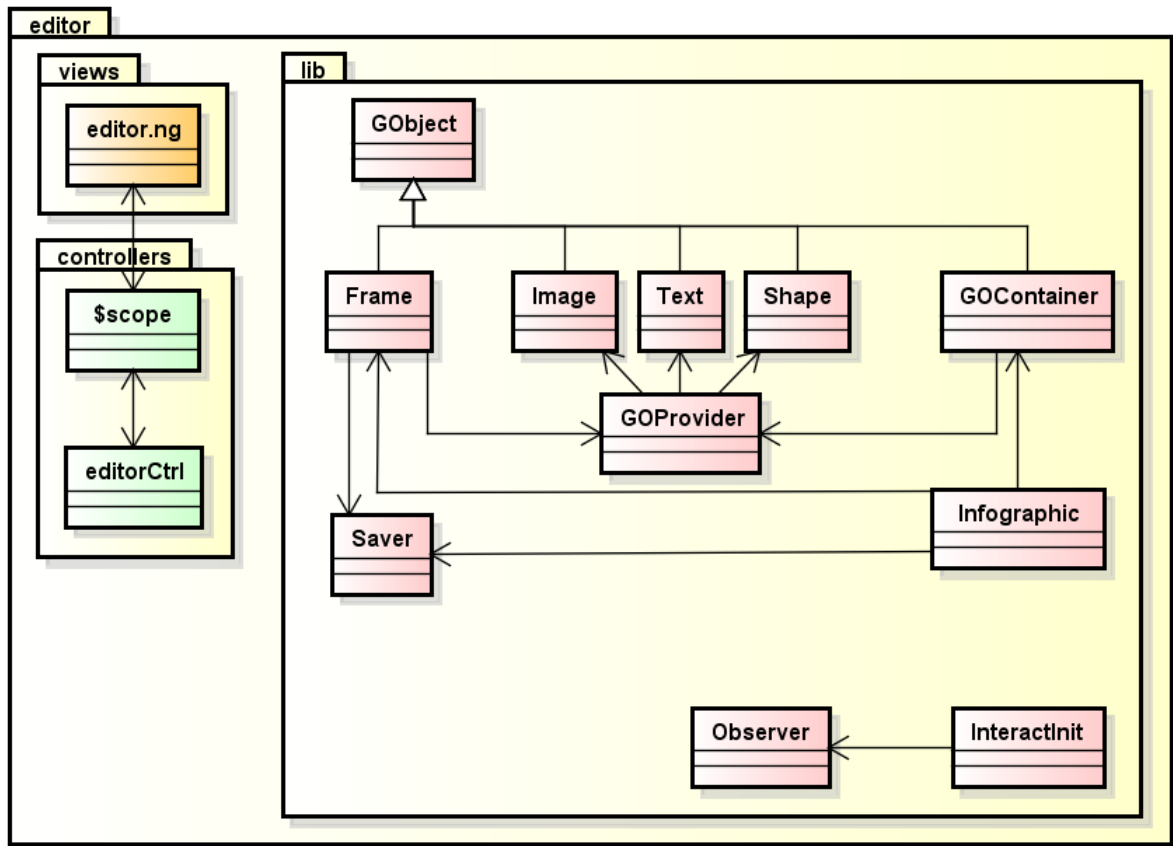 editor
views
lib
editor.ng
GObject
controllers
$scope
Frame
Image
Text
Shape
GOContainer
GOProvider
editorCtrl
Infographic
Saver
Observer
InteractInit